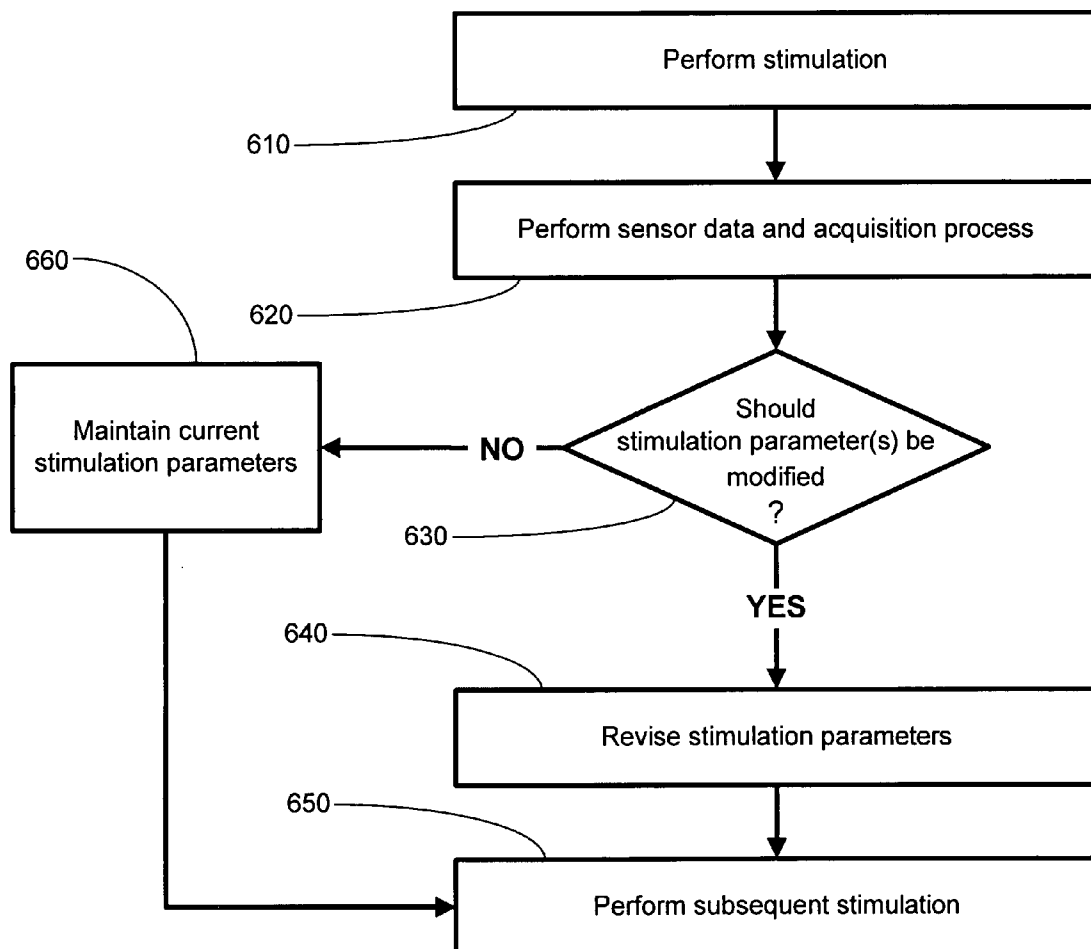 Perform stimulation
610
Perform sensor data and acquisition process
620
660
Maintain current
stimulation parameters
NO
Should
stimulation parameter(s) be
modified
?
630
YES
640
Revise stimulation parameters
650
Perform subsequent stimulation